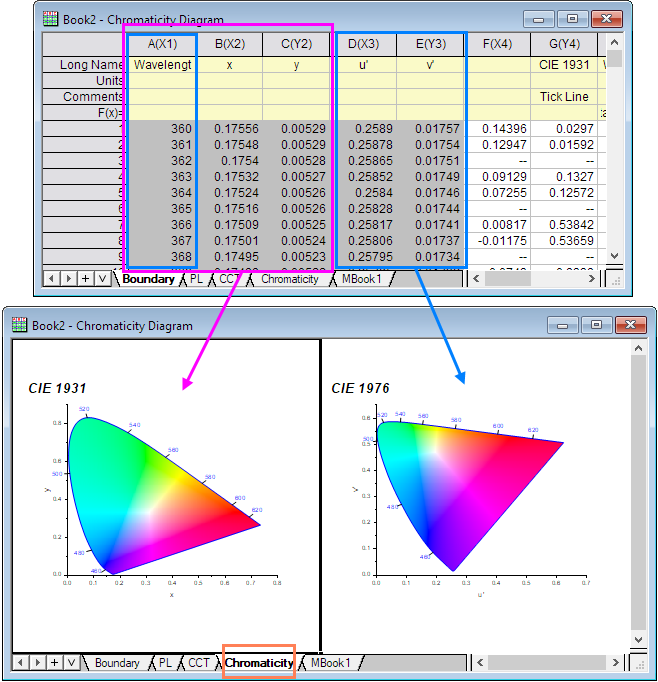 Book2 - Chromaticity Diagram
A(X1) B(X2) C(Y2) D(X3) E(Y3) F(X4) G(Y4)
Long Name Wavelengt x y u' v' CIE 1931
Units
Comments Tick Line
F(x)=
1 360 0.17556 0.00529 0.2589 0.01757 0.14396 0.0297
2 361 0.17548 0.00529 0.25878 0.01754 0.12947 0.01592
3 362 0.1754 0.00528 0.25865 0.01751 -- --
4 363 0.17532 0.00527 0.25852 0.01749 0.09129 0.1327
5 364 0.17524 0.00526 0.2584 0.01746 0.07255 0.12572
6 365 0.17516 0.00526 0.25828 0.01744 -- --
7 366 0.17509 0.00525 0.25817 0.01741 0.00817 0.53842
8 367 0.17501 0.00524 0.25806 0.01737 -0.01175 0.53659
9 368 0.17495 0.00523 0.25795 0.01734 -- --
Boundary PL CCT Chromaticity MBook1
Book2 - Chromaticity Diagram
CIE 1931
520
540
0.8
560
0.6
580
500
0.4
600
620
y
0.2
480
460
0.0
0.0 0.1 0.2 0.3 0.4 0.5 0.6 0.7 0.8
x
CIE 1976
0.6
520 540 560 580 600 620
500
0.5
0.4
v'
0.3
480
0.2
0.1
460
0.0
0.0 0.1 0.2 0.3 0.4 0.5 0.6 0.7
u'
Boundary PL CCT Chromaticity MBook1